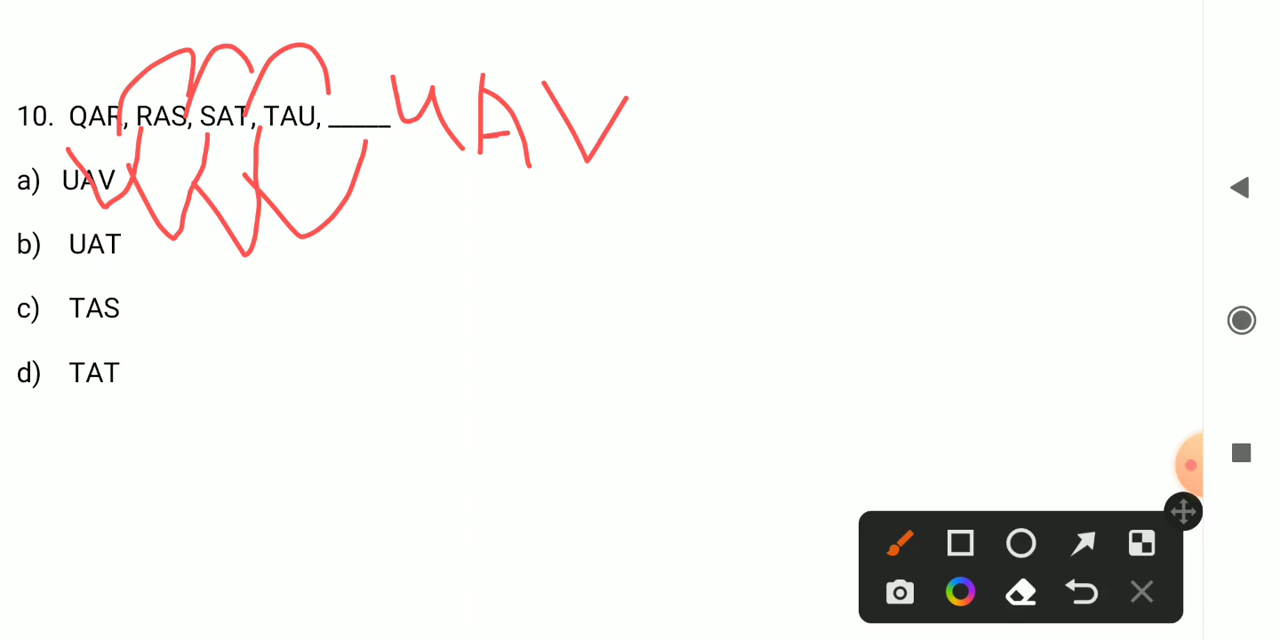 10. QAR, RAS, SAT, TAU, _____ UAV
a) UAV
b) UAT
c) TAS
d) TAT